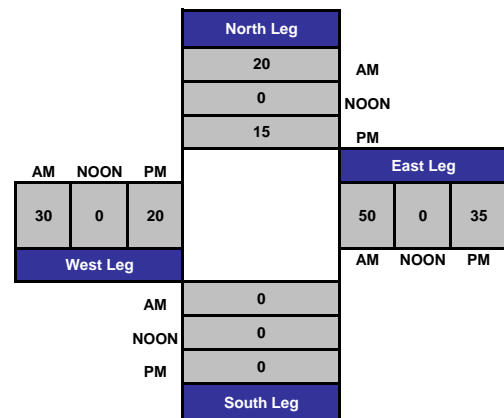 North Leg
20 AM
0 NOON
15 PM
AM NOON PM
East Leg
30 0 20
50 0 35
West Leg
AM NOON PM
AM 0
NOON 0
PM 0
South Leg